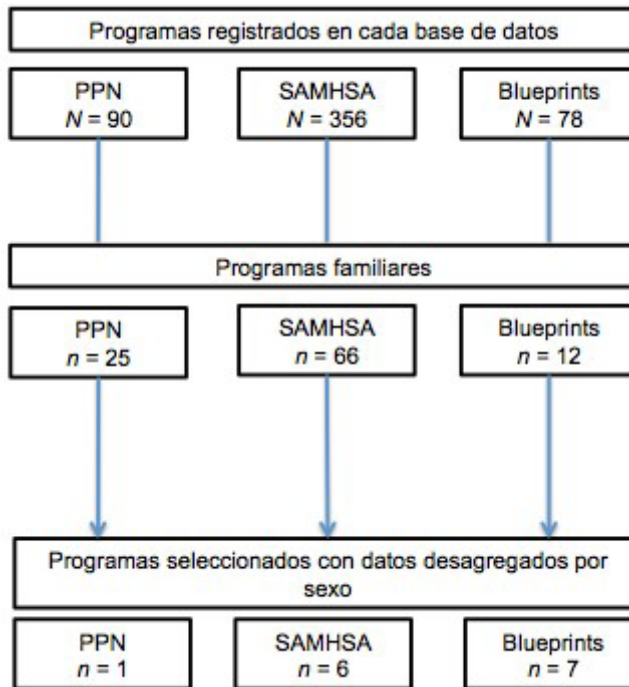 Programas registrados en cada base de datos
PPN
N = 90
SAMHSA
N = 356
Blueprints
N = 78
Programas familiares
PPN
n = 25
SAMHSA
n = 66
Blueprints
n = 12
Programas seleccionados con datos desagregados por
sexo
PPN
n = 1
SAMHSA
n = 6
Blueprints
n = 7